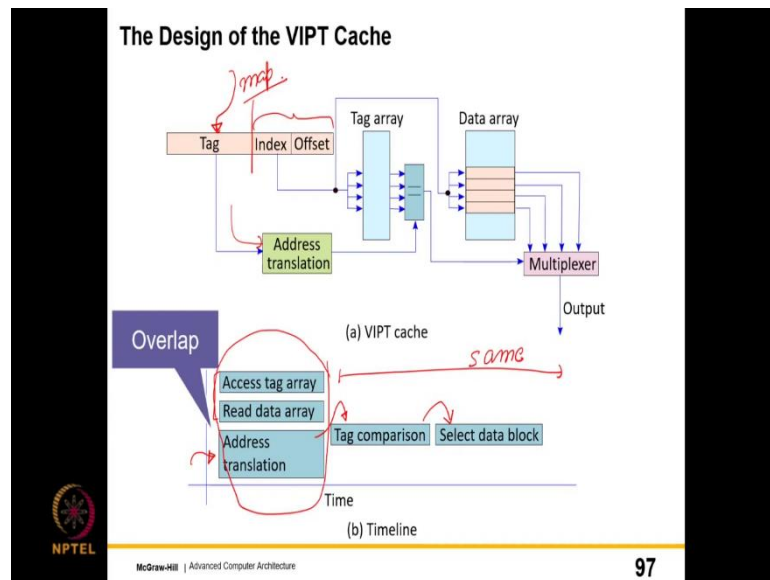 The Design of the VIPT Cache
map.
Tag array
Data array
Tag Index Offset
Address
translation
Multiplexer
Output
(a) VIPT cache
Overlap
same
Access tag array
Read data array
Address
translation
Tag comparison
Select data block
Time
(b) Timeline
NPTEL
McGraw-Hill | Advanced Computer Architecture
97